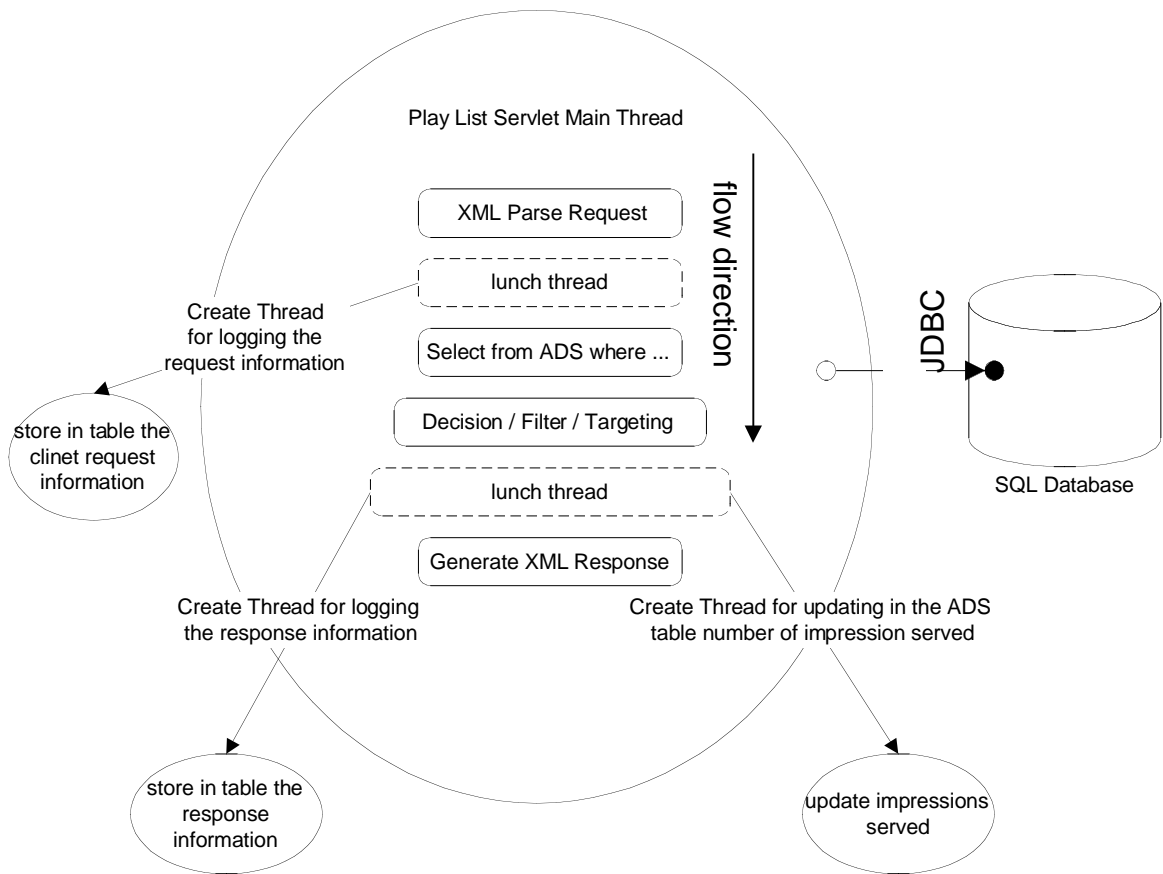 Play List Servlet Main Thread
flow direction
XML Parse Request
lunch thread
Create Thread
for logging the
request information
Select from ADS where ...
JDBC
Decision / Filter / Targeting
store in table the
clinet request
information
lunch thread
SQL Database
Generate XML Response
Create Thread for logging
the response information
Create Thread for updating in the ADS
table number of impression served
store in table the
response
information
update impressions
served